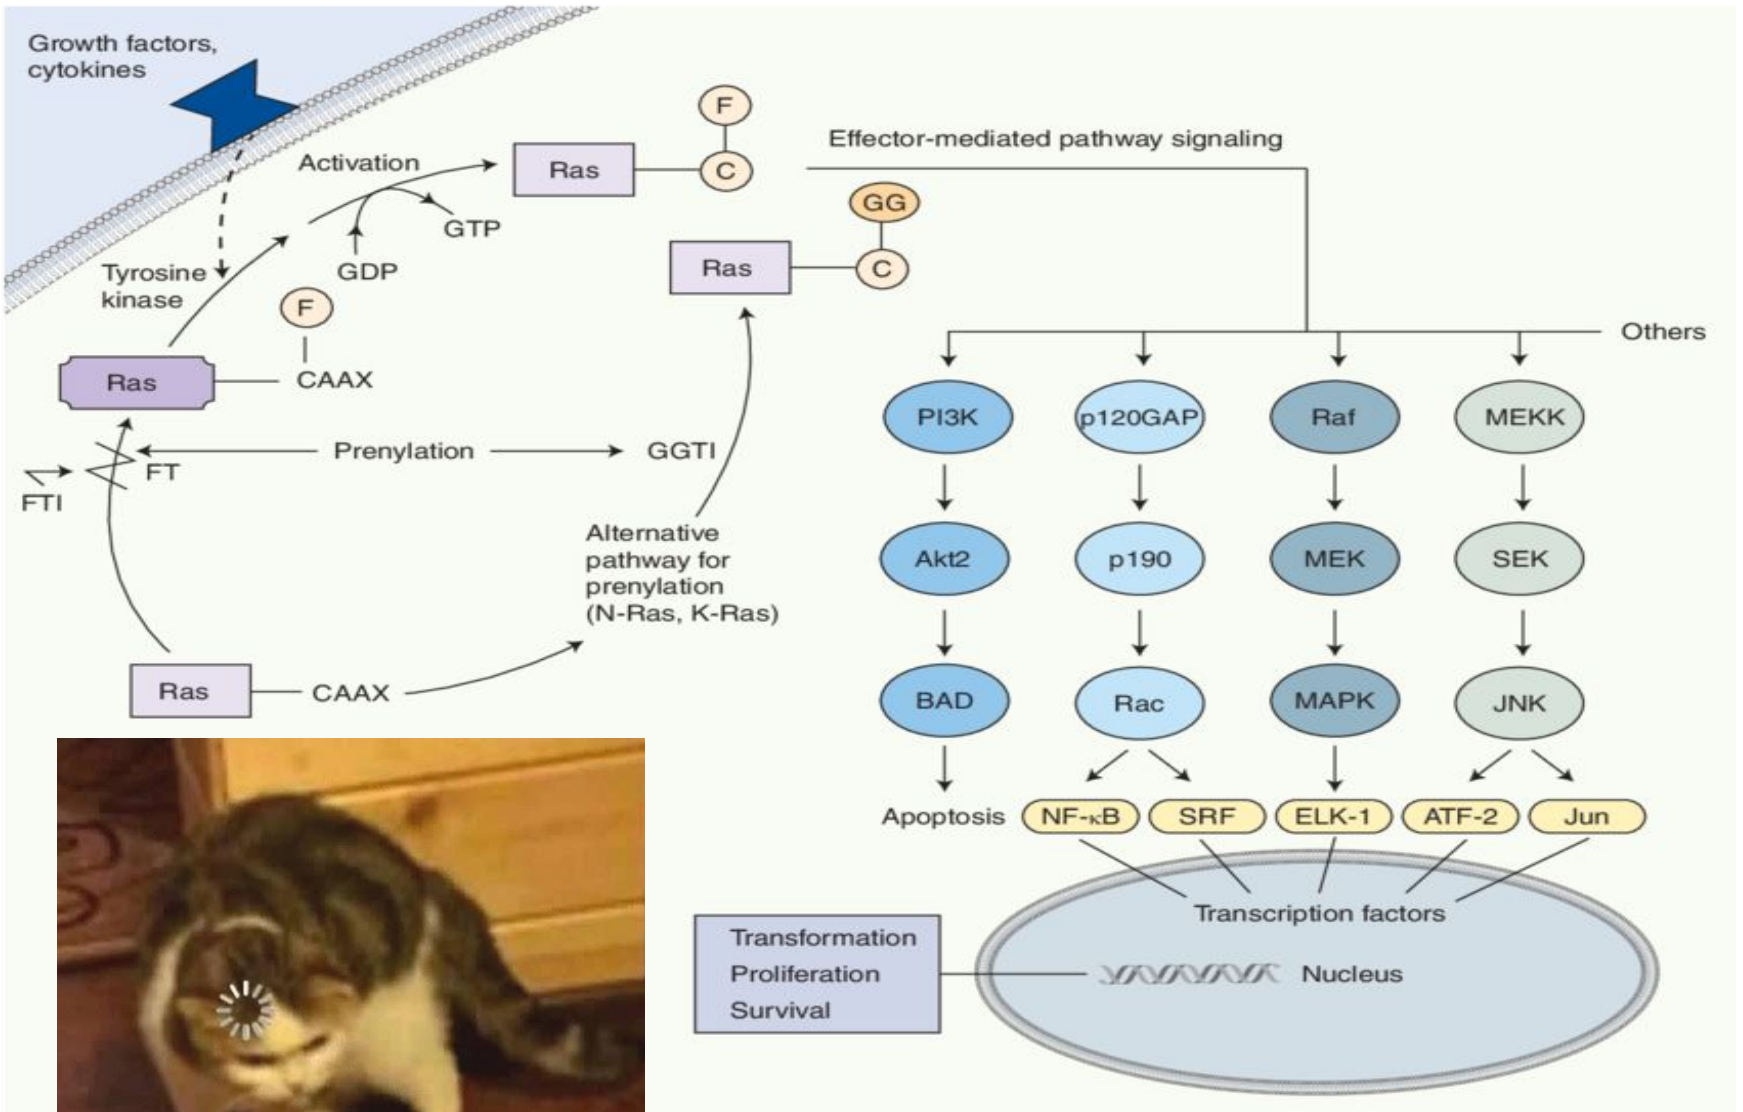 Growth factors,
cytokines
Activation
Tyrosine
kinase
GDP
GTP
Ras
F
C
Effector-mediated pathway signaling
GG
Ras
C
F
Ras
CAAX
Prenylation
GGTI
FT
FTI
Alternative
pathway for
prenylation
(N-Ras, K-Ras)
Ras
CAAX
Others
PI3K
p120GAP
Raf
MEKK
Akt2
p190
MEK
SEK
BAD
Rac
MAPK
JNK
Apoptosis
NF-κB
SRF
ELK-1
ATF-2
Jun
Transcription factors
Nucleus
Transformation
Proliferation
Survival